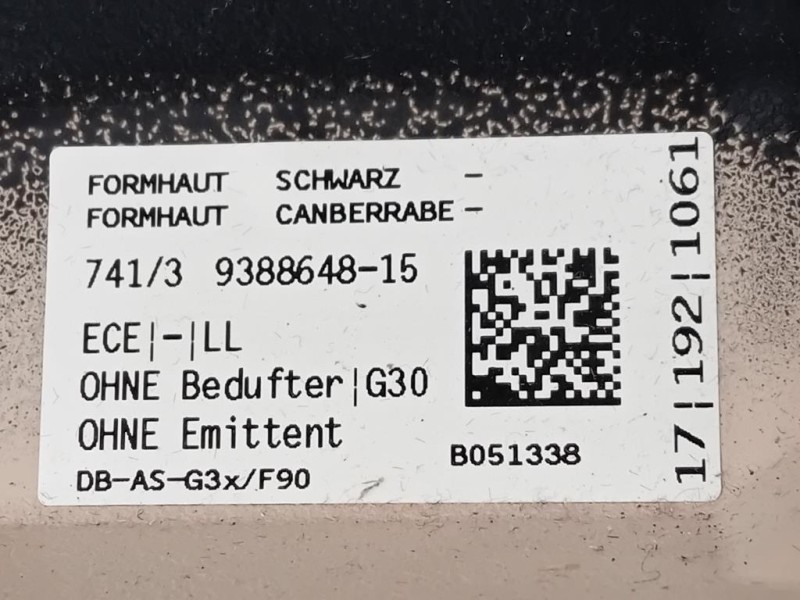 FORMHAUT SCHWARZ -
FORMHAUT CANBERRABE -
741/3 9388648-15
ECE|-|LL
OHNE Bedufter|G30
OHNE Emittent
DB-AS-G3x/F90
B051338
17|192|1061